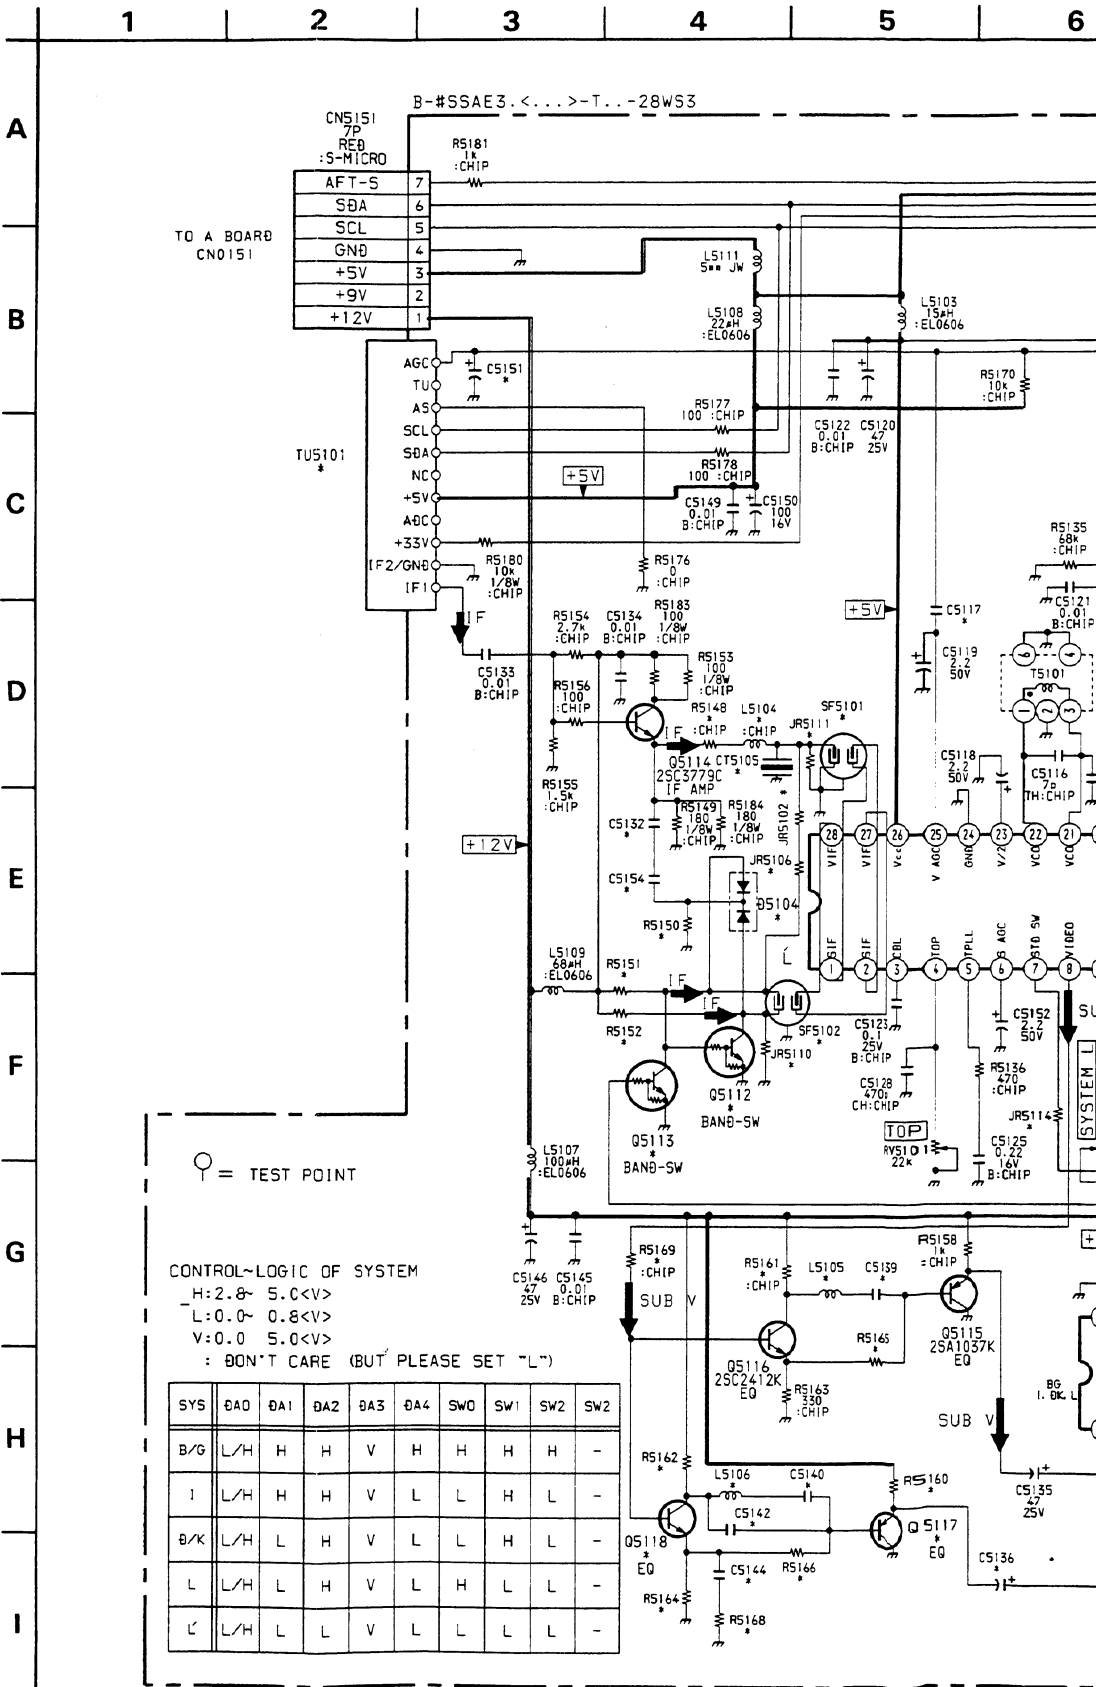 1 2 3 4 5 6
A
B
C
D
E
F
G
H
I
B-#SSAE3.<...>-T..-28WS3
CN5151
7P
RED
:S-MICRO
TO A BOARD
CN0151
AFT-S 7
SDA 6
SCL 5
GND 4
+5V 3
+9V 2
+12V 1
R5181
1k
:CHIP
L5111
5** JW
L5108
22µH
:EL0606
L5103
15µH
:EL0606
TU5101
*
AGC
TU
AS
SCL
SDA
NC
+5V
ADC
+33V
IF2/GND
IF1
C5151
*
R5177
100 :CHIP
R5178
100 :CHIP
+5V
C5149
0.01
B:CHIP
C5150
100
16V
C5122
0.01
B:CHIP
C5120
47
25V
R5170
10k
:CHIP
R5180
10k
1/8W
:CHIP
R5176
0
:CHIP
R5135
68k
:CHIP
C5121
0.01
B:CHIP
+5V
C5117
*
C5119
2.2
50V
T5101
6 4
1 2 3
IF
C5133
0.01
B:CHIP
R5154
2.7k
:CHIP
C5134
0.01
B:CHIP
R5183
100
1/8W
:CHIP
R5153
100
1/8W
:CHIP
R5156
100
:CHIP
R5155
1.5k
:CHIP
R5148
*
:CHIP
L5104
*
:CHIP
JR5111
*
SF5101
*
IF
Q5114
2SC3779C
IF AMP
CT5105
*
C5118
2.2
50V
C5116
7p
TH:CHIP
C5132
*
R5149
180
1/8W
:CHIP
R5184
180
1/8W
:CHIP
JR5102
*
+12V
C5154
*
JR5106
*
D5104
*
R5150
*
28 27 26 25 24 23 22 21
VIF VIF Vcc V AGC GND V/2 VCO VCO
SIF SIF CBL TOP TPLL S AGC STD SW VIDEO
1 2 3 4 5 6 7 8
L5109
68µH
:EL0606
R5151
*
R5152
*
IF
IF
Ĺ
SF5102
*
JR5110
*
Q5112
*
BAND-SW
Q5113
*
BAND-SW
C5123
0.1
25V
B:CHIP
C5128
470p
CH:CHIP
C5152
2.2
50V
R5136
470
:CHIP
JR5114
*
TOP
RV5101
22k
C5125
0.22
16V
B:CHIP
SU
SYSTEM L
L5107
100µH
:EL0606
= TEST POINT
C5146
47
25V
C5145
0.01
B:CHIP
R5169
*
:CHIP
SUB V
R5161
*
:CHIP
L5105
*
C5139
*
R5158
1k
:CHIP
+
R5165
*
Q5115
2SA1037K
EQ
Q5116
2SC2412K
EQ
R5163
330
:CHIP
BG
I. DK. L
SUB V
CONTROL~LOGIC OF SYSTEM
H:2.8~ 5.0<V>
L:0.0~ 0.8<V>
V:0.0 5.0<V>
: DON'T CARE (BUT PLEASE SET "L")
SYS DA0 DA1 DA2 DA3 DA4 SW0 SW1 SW2 SW2
B/G L/H H H V H H H H -
I L/H H H V L L H L -
D/K L/H L H V L L H L -
L L/H L H V L H L L -
Ĺ L/H L L V L L L L -
R5162
*
L5106
*
C5140
*
C5142
*
R5160
*
C5135
47
25V
Q5118
*
EQ
C5144
*
R5166
*
Q5117
*
EQ
C5136
*
R5164
*
R5168
*